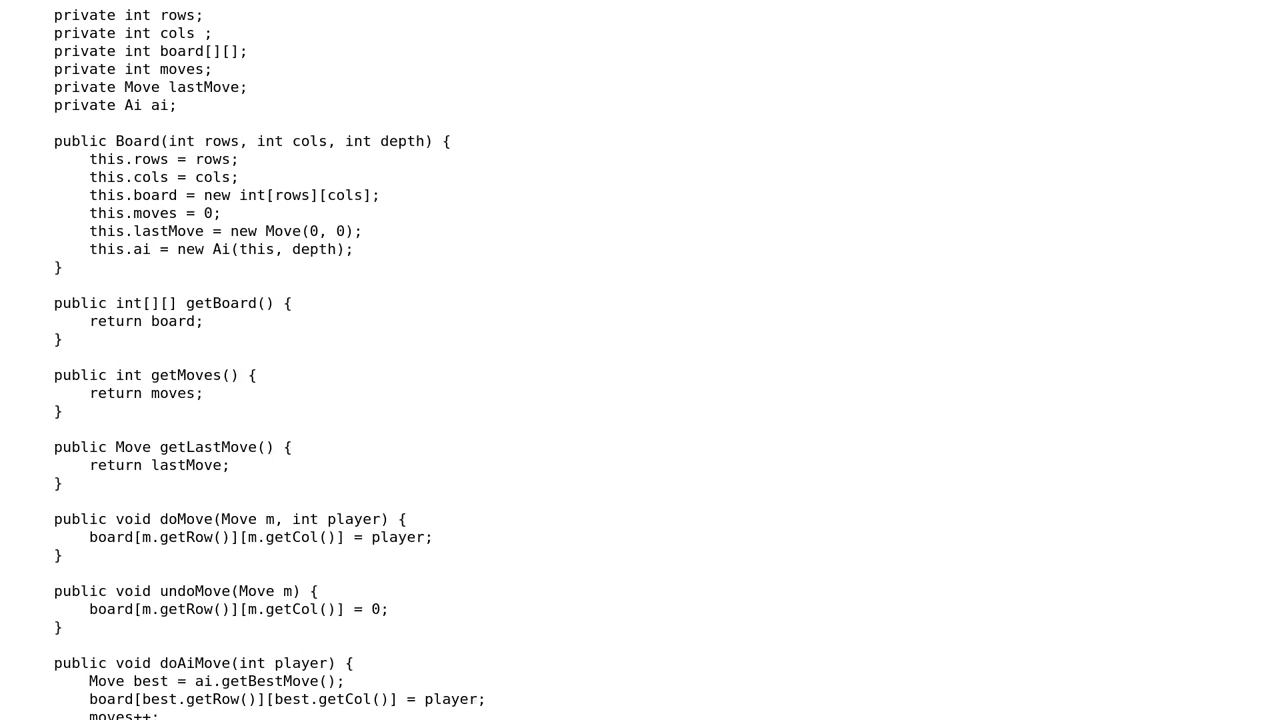 private int rows;
private int cols ;
private int board[][];
private int moves;
private Move lastMove;
private Ai ai;
public Board(int rows, int cols, int depth) {
this.rows = rows;
this.cols = cols;
this.board = new int[rows][cols];
this.moves = 0;
this.lastMove = new Move(0, 0);
this.ai = new Ai(this, depth);
}
public int[][] getBoard() {
return board;
}
public int getMoves() {
return moves;
}
public Move getLastMove() {
return lastMove;
}
public void doMove(Move m, int player) {
board[m.getRow()][m.getCol()] = player;
}
public void undoMove(Move m) {
board[m.getRow()][m.getCol()] = 0;
}
public void doAiMove(int player) {
Move best = ai.getBestMove();
board[best.getRow()][best.getCol()] = player;
moves++;